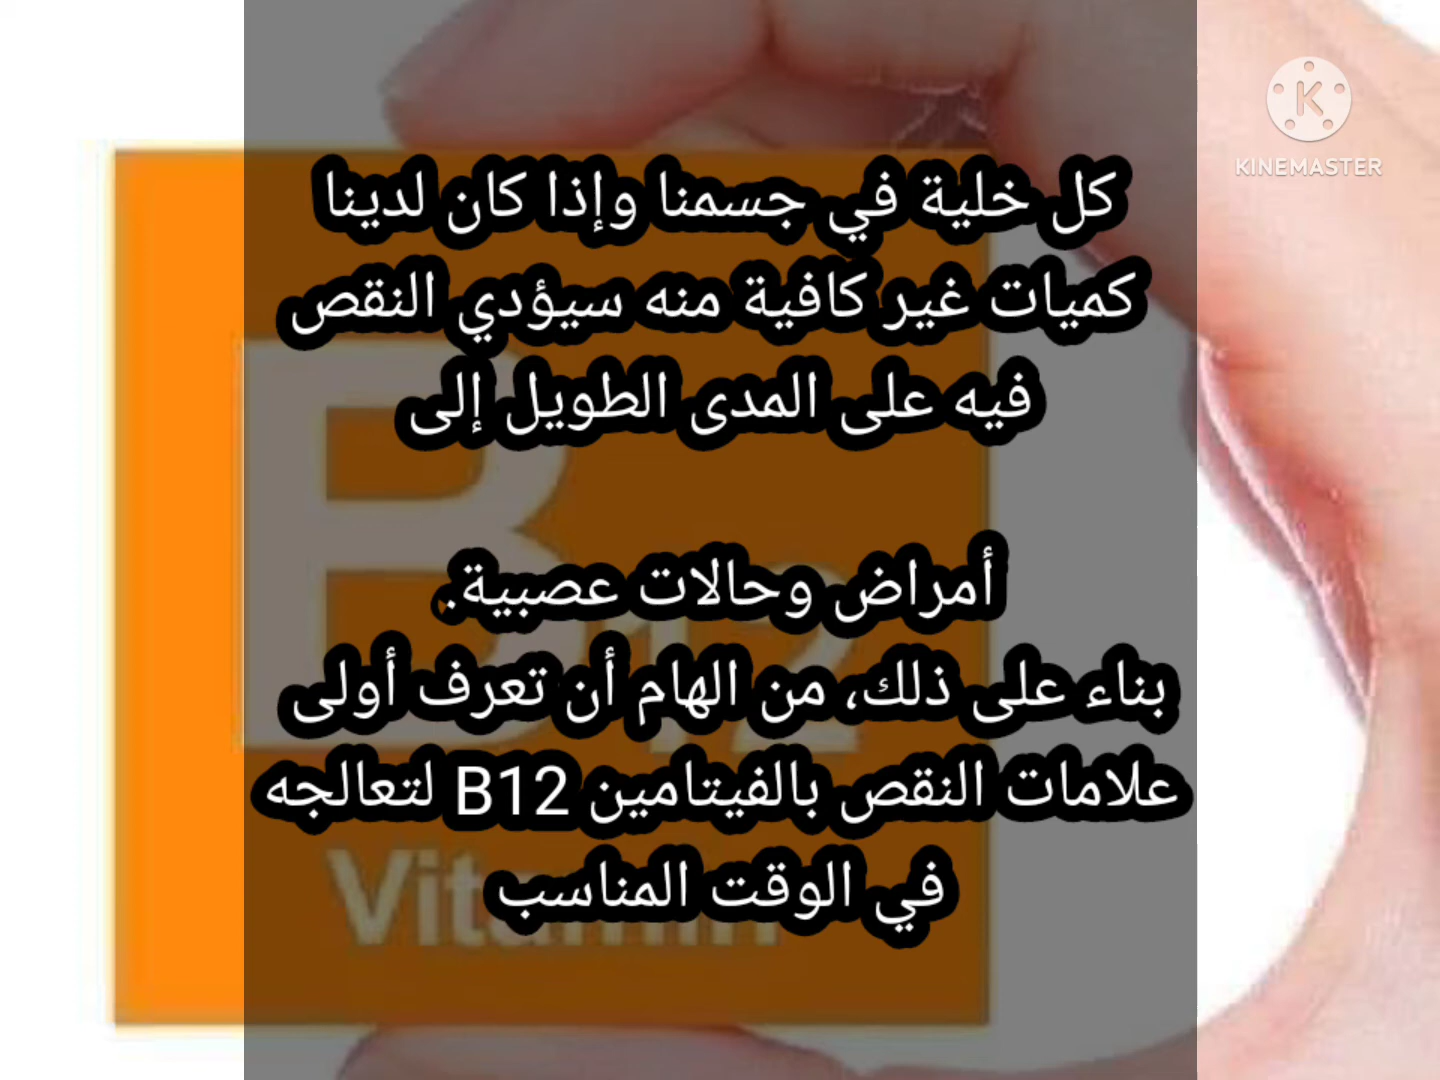 كل خلية في جسمنا وإذا كان لدينا
كميات غير كافية منه سيؤدي النقص
فيه على المدى الطويل إلى
أمراض وحالات عصبية.
بناء على ذلك، من الهام أن تعرف أولى
علامات النقص بالفيتامين B12 لتعالجه
في الوقت المناسب
B12
Vitamin
K
KINEMASTER